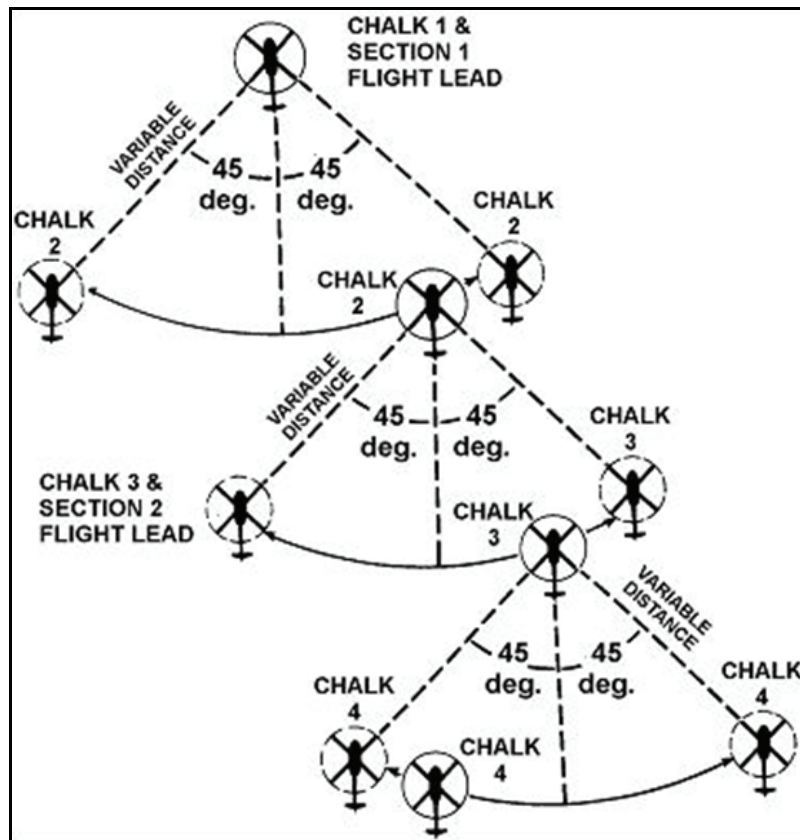 CHALK 1 &
SECTION 1
FLIGHT LEAD
VARIABLE
DISTANCE
45
deg.
45
deg.
CHALK
2
CHALK
2
CHALK
2
VARIABLE
DISTANCE
45
deg.
45
deg.
CHALK
3
CHALK 3 &
SECTION 2
FLIGHT LEAD
CHALK
3
VARIABLE
DISTANCE
45
deg.
45
deg.
CHALK
4
CHALK
4
CHALK
4